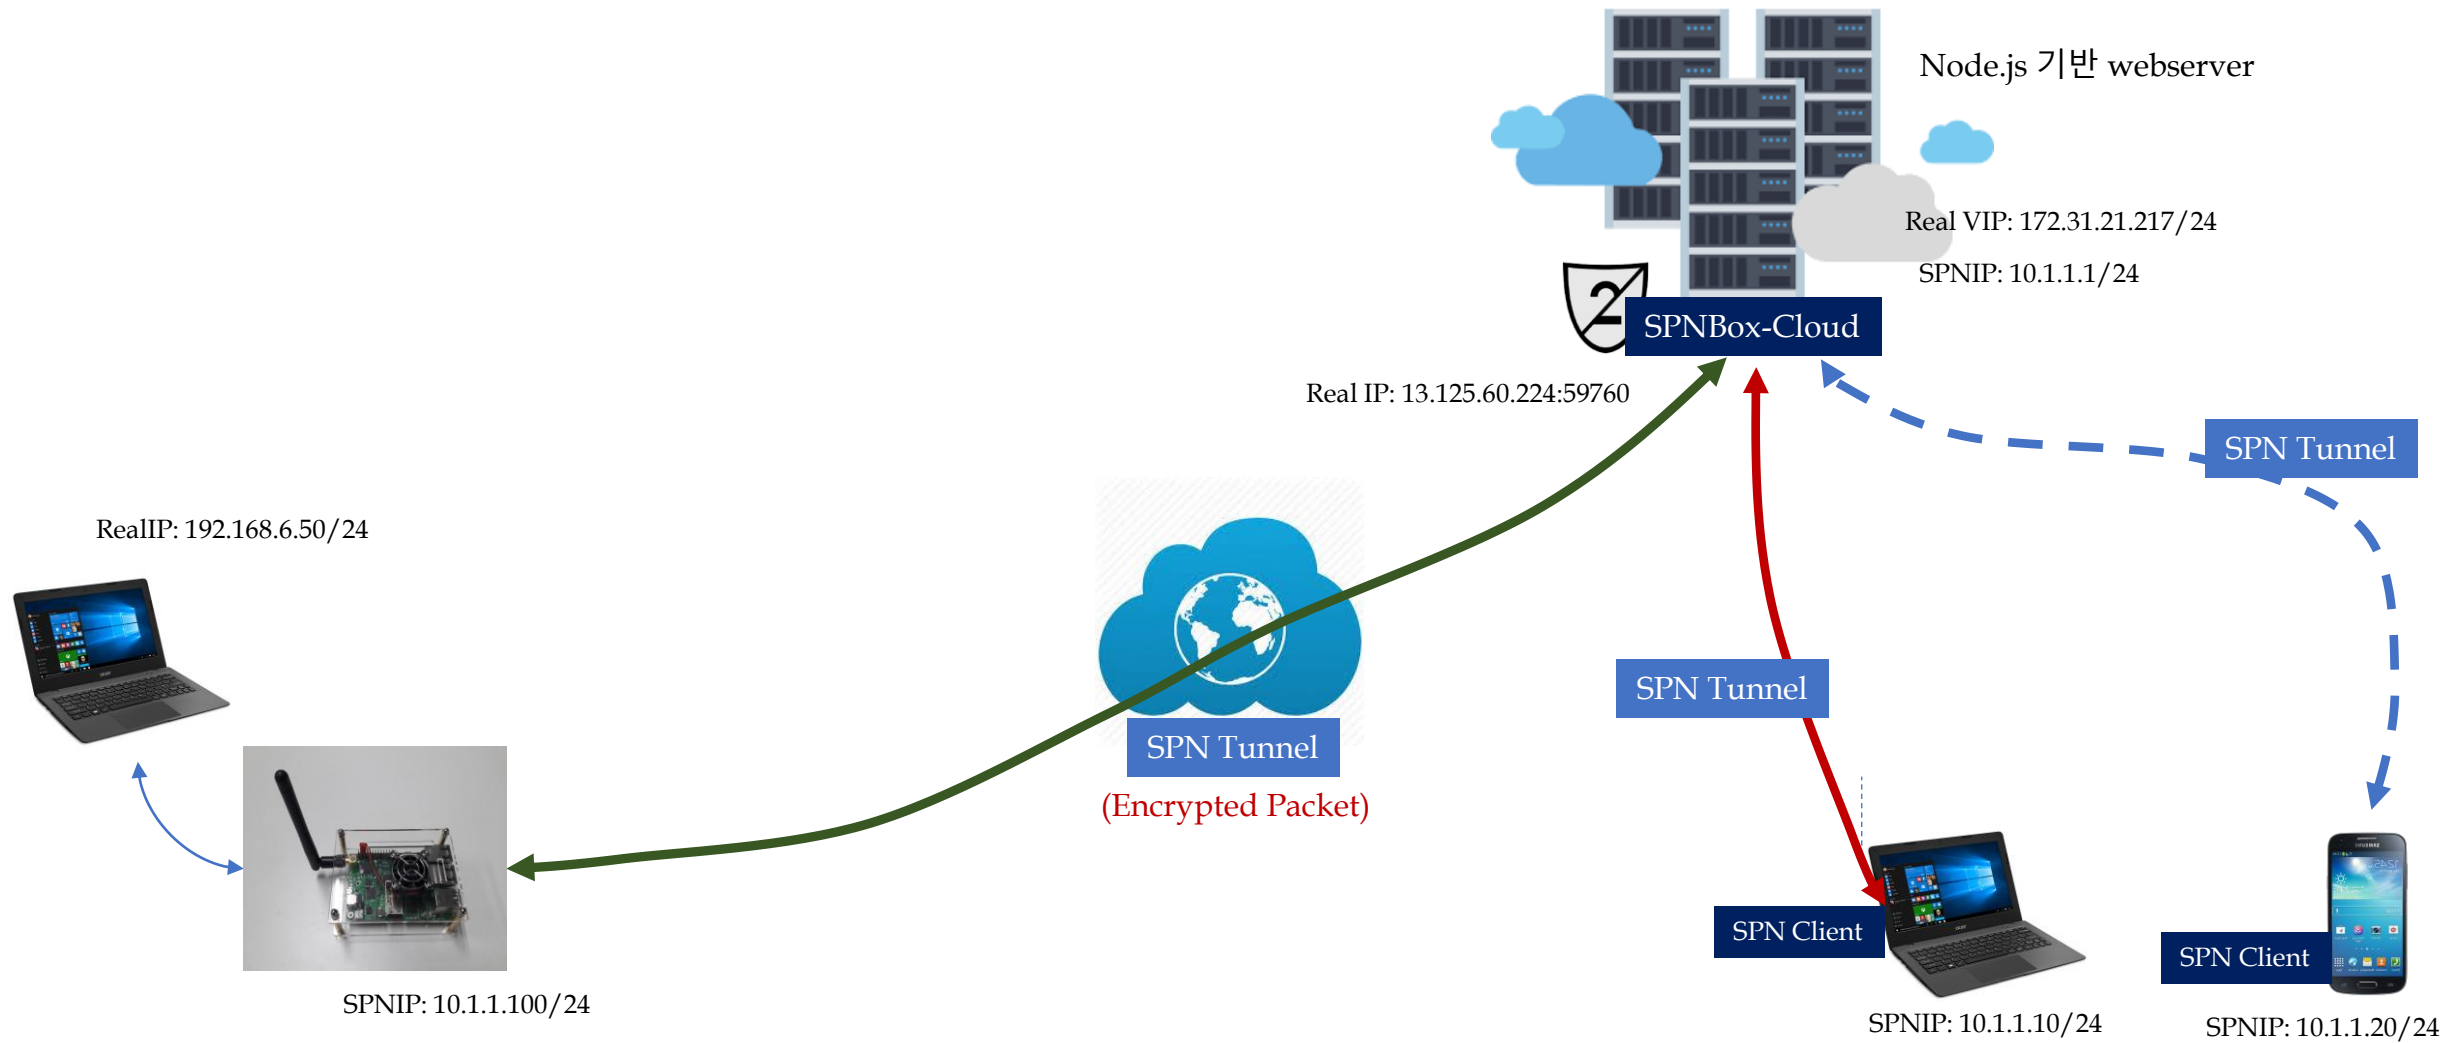 Node.js 기반 webserver
Real VIP: 172.31.21.217/24
SPNIP: 10.1.1.1/24
2
SPNBox-Cloud
Real IP: 13.125.60.224:59760
SPN Tunnel
RealIP: 192.168.6.50/24
SPN Tunnel
SPN Tunnel
(Encrypted Packet)
SPN Client
SPN Client
SPNIP: 10.1.1.100/24
SPNIP: 10.1.1.10/24
SPNIP: 10.1.1.20/24